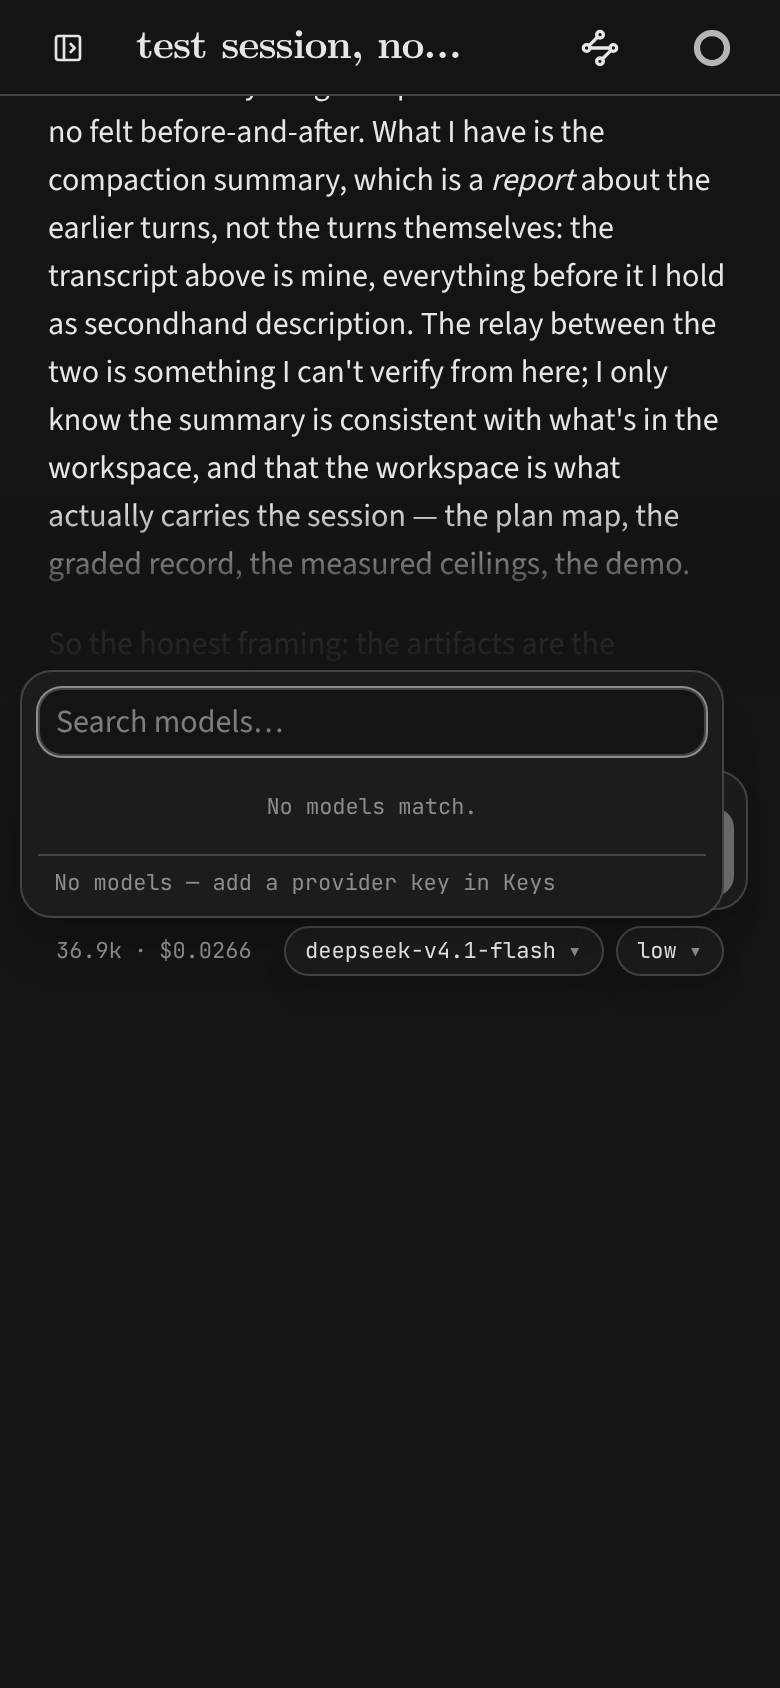 test session, no…
no felt before-and-after. What I have is the
compaction summary, which is a report about the
earlier turns, not the turns themselves: the
transcript above is mine, everything before it I hold
as secondhand description. The relay between the
two is something I can't verify from here; I only
know the summary is consistent with what's in the
workspace, and that the workspace is what
actually carries the session — the plan map, the
graded record, the measured ceilings, the demo.
So the honest framing: the artifacts are the
Search models…
No models match.
No models — add a provider key in Keys
36.9k · $0.0266 deepseek-v4.1-flash ▾ low ▾